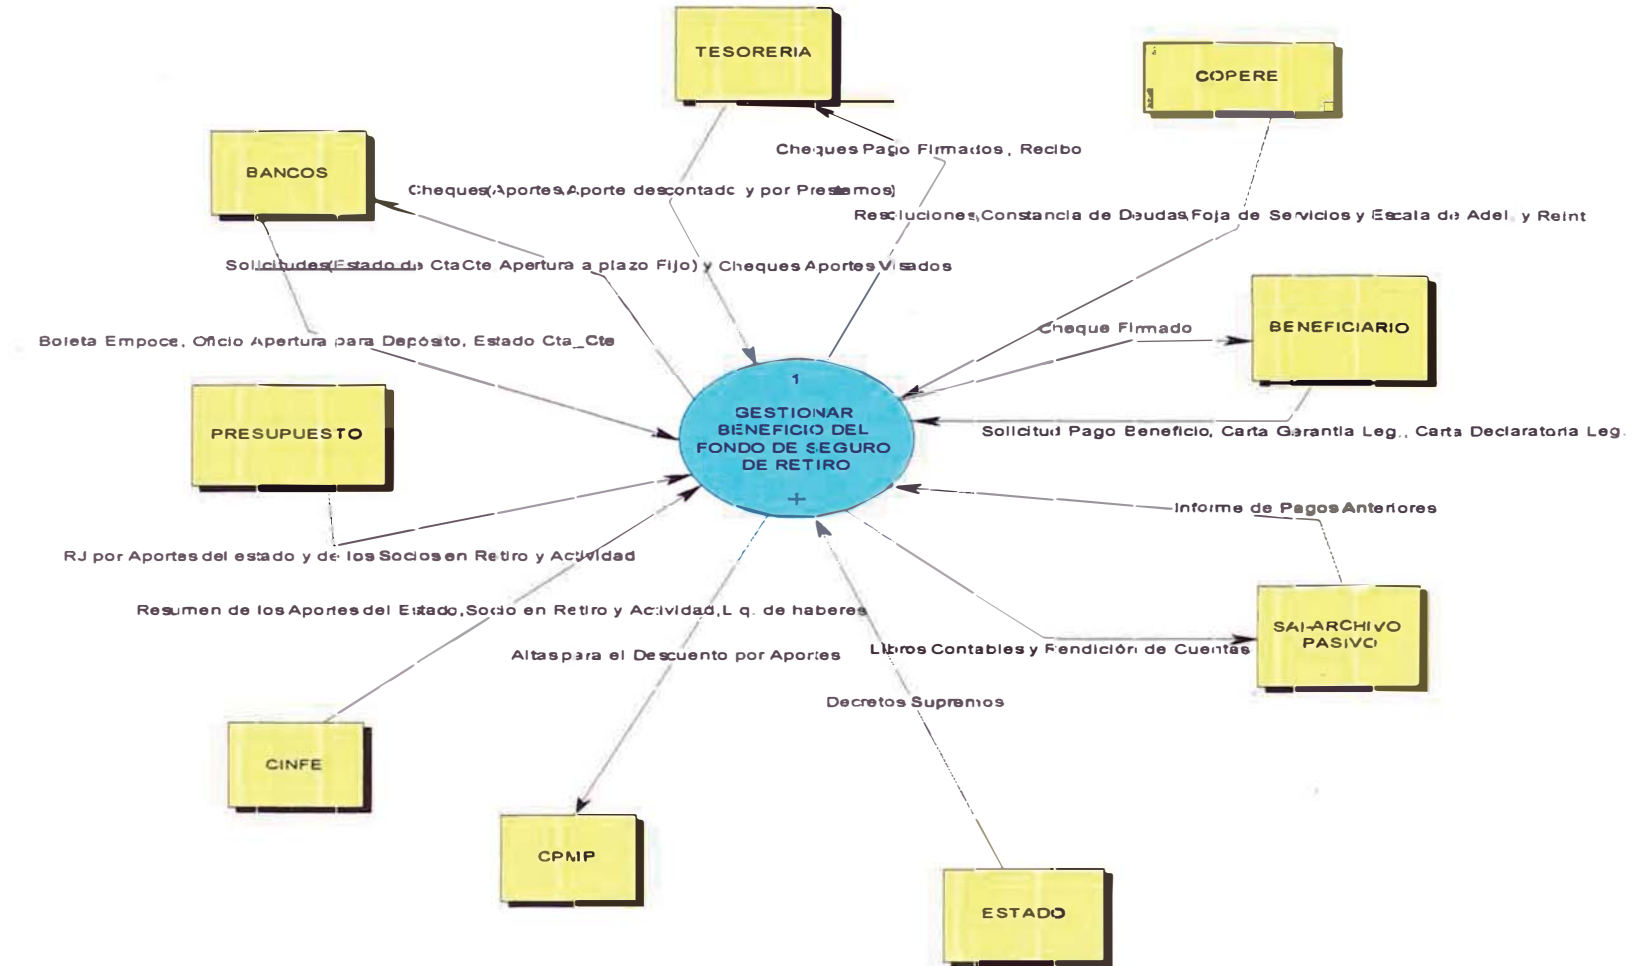 TESORERIA
COPERE
Cheques Pago Firmados , Recibo
BANCOS
Cheques(Aportes,Aporte descontado y por Prestamos)
Resoluciones,Constancia de Deudas,Foja de Servicios y Escala de Adel. y Reint
Solicitudes(Estado de CtaCte Apertura a plazo Fijo) y Cheques Aportes Visados
Cheque Firmado
BENEFICIARIO
Boleta Empoce, Oficio Apertura para Depósito, Estado Cta_Cte
1
GESTIONAR
BENEFICIO DEL
FONDO DE SEGURO
DE RETIRO
PRESUPUESTO
Solicitud Pago Beneficio, Carta Garantia Leg., Carta Declaratoria Leg.
Informe de Pagos Anteriores
RJ por Aportes del estado y de los Socios en Retiro y Actividad
Resumen de los Aportes del Estado,Socio en Retiro y Actividad,Liq. de haberes
SAI-ARCHIVO
PASIVO
Altas para el Descuento por Aportes
Libros Contables y Rendición de Cuentas
Decretos Supremos
CINFE
CPMP
ESTADO